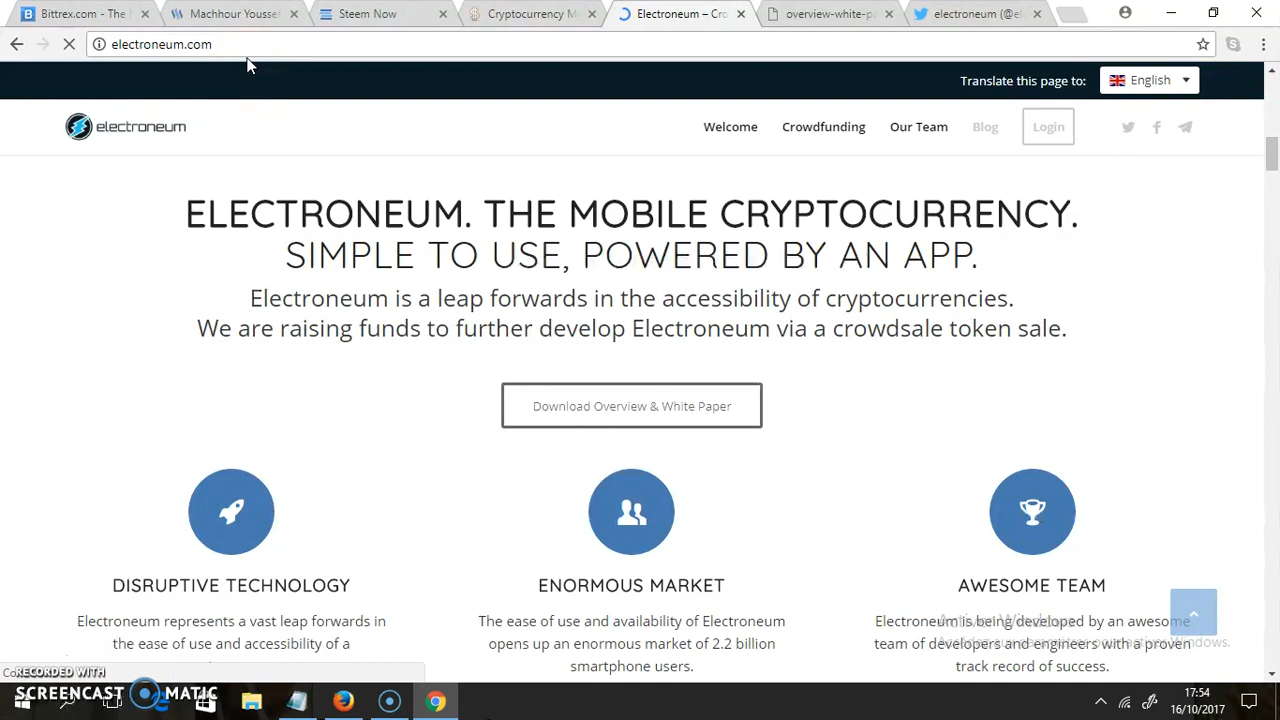 Bittrex.com - The
Machhour Yousse
Steem Now
Cryptocurrency M
Electroneum – Cro
overview-white-pa
electroneum (@el
electroneum.com
Translate this page to:
English
electroneum
Welcome
Crowdfunding
Our Team
Blog
Login
ELECTRONEUM. THE MOBILE CRYPTOCURRENCY.
SIMPLE TO USE, POWERED BY AN APP.
Electroneum is a leap forwards in the accessibility of cryptocurrencies.
We are raising funds to further develop Electroneum via a crowdsale token sale.
Download Overview & White Paper
DISRUPTIVE TECHNOLOGY
Electroneum represents a vast leap forwards in
the ease of use and accessibility of a
ENORMOUS MARKET
The ease of use and availability of Electroneum
opens up an enormous market of 2.2 billion
smartphone users.
AWESOME TEAM
Electroneum is being developed by an awesome
team of developers and engineers with a proven
track record of success.
RECORDED WITH
SCREENCAST MATIC
17:54
16/10/2017